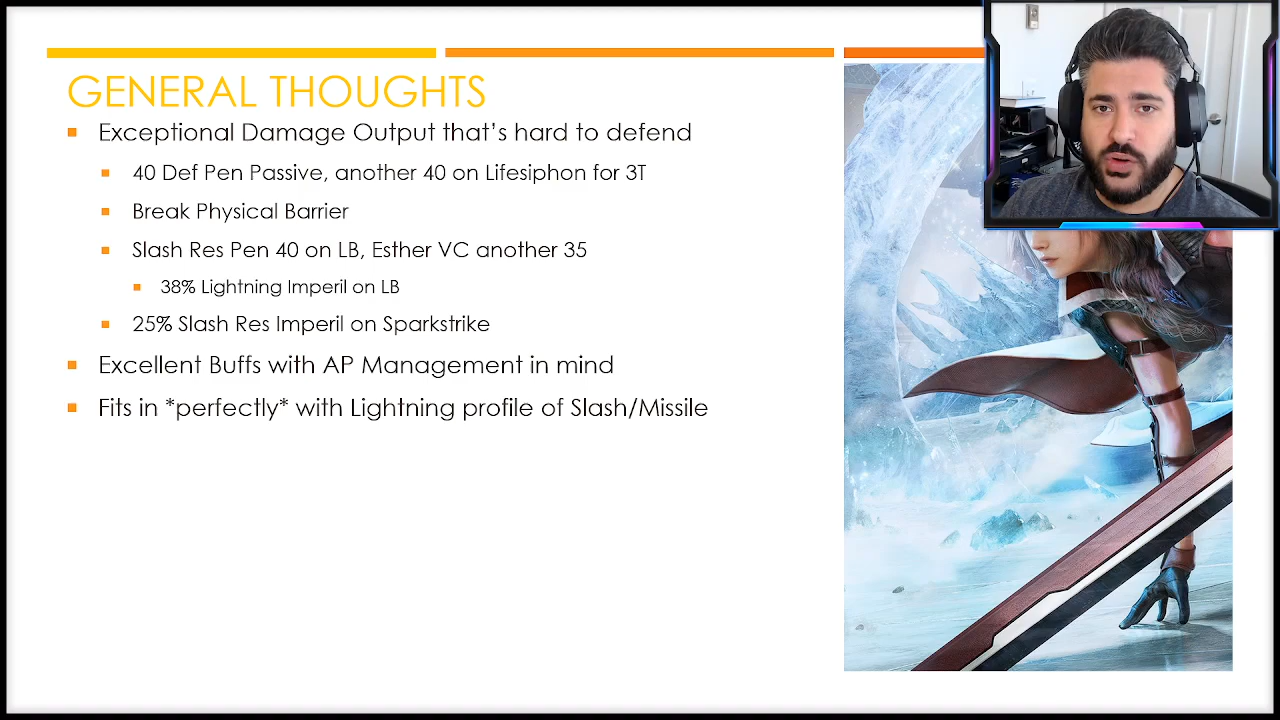 GENERAL THOUGHTS
Exceptional Damage Output that's hard to defend
40 Def Pen Passive, another 40 on Lifesiphon for 3T
Break Physical Barrier
Slash Res Pen 40 on LB, Esther VC another 35
38% Lightning Imperil on LB
25% Slash Res Imperil on Sparkstrike
Excellent Buffs with AP Management in mind
Fits in *perfectly* with Lightning profile of Slash/Missile